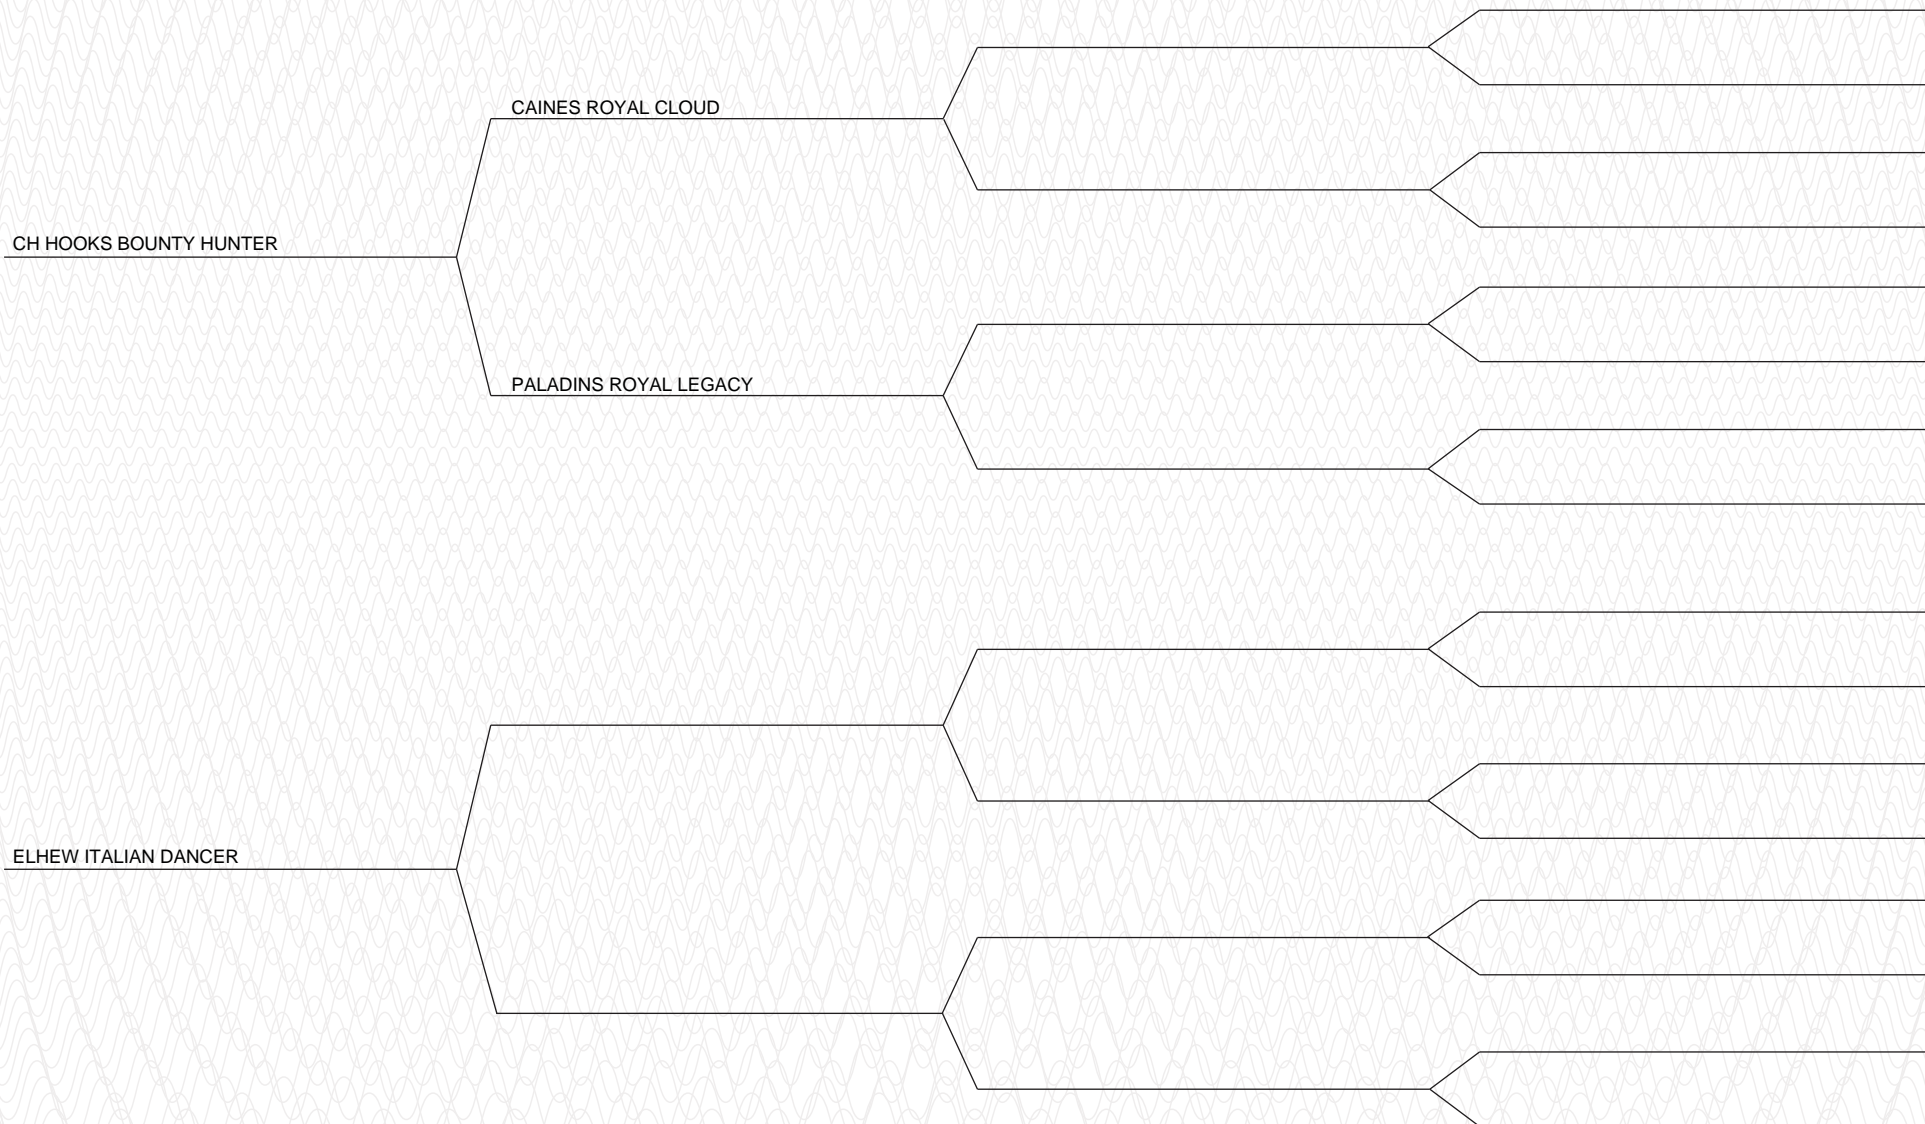 CAINES ROYAL CLOUD
CH HOOKS BOUNTY HUNTER
PALADINS ROYAL LEGACY
ELHEW ITALIAN DANCER